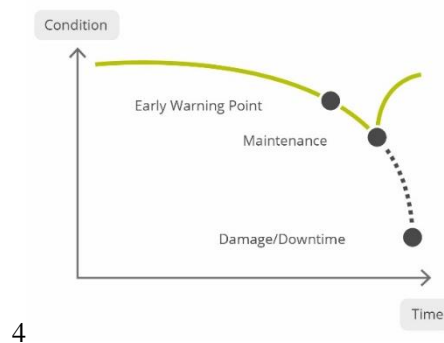 Condition
Early Warning Point
Maintenance
Damage/Downtime
Time
4